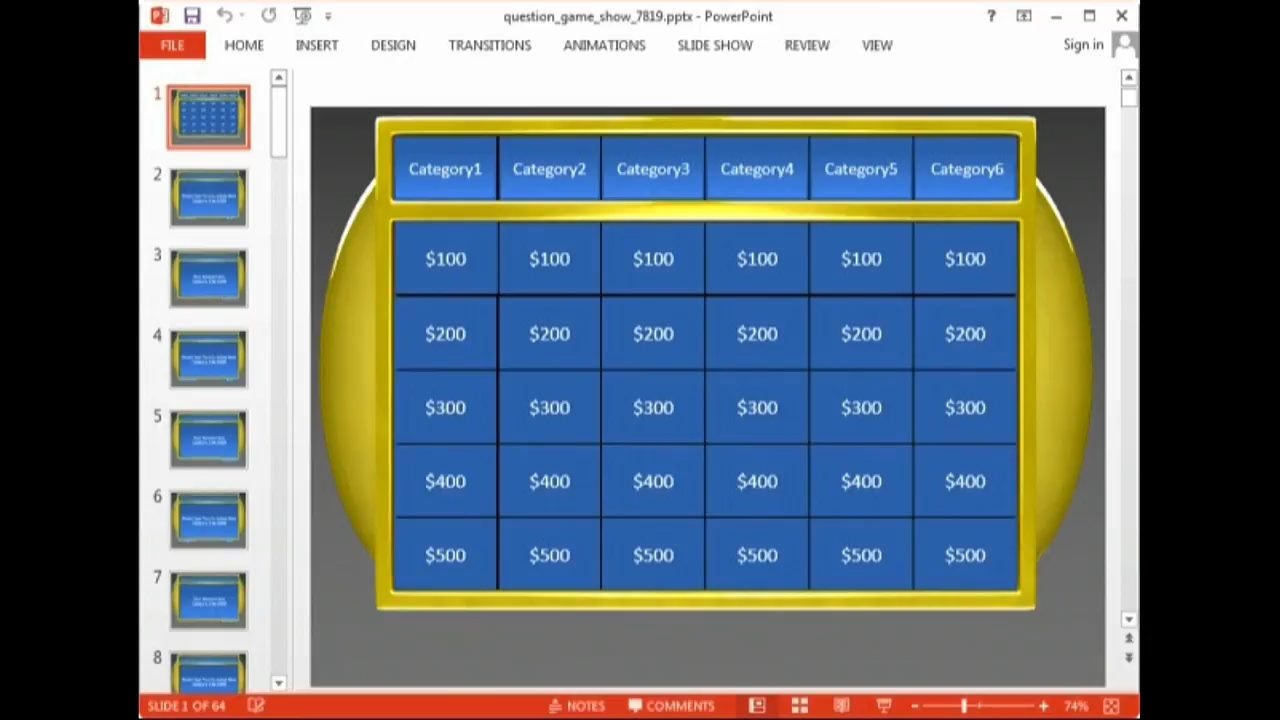 question_game_show_7819.pptx - PowerPoint
?
FILE HOME INSERT DESIGN TRANSITIONS ANIMATIONS SLIDE SHOW REVIEW VIEW Sign in
1
2
3
4
5
6
7
8
Category1 Category2 Category3 Category4 Category5 Category6
$100 $100 $100 $100 $100 $100
$200 $200 $200 $200 $200 $200
$300 $300 $300 $300 $300 $300
$400 $400 $400 $400 $400 $400
$500 $500 $500 $500 $500 $500
SLIDE 1 OF 64 NOTES COMMENTS 74%